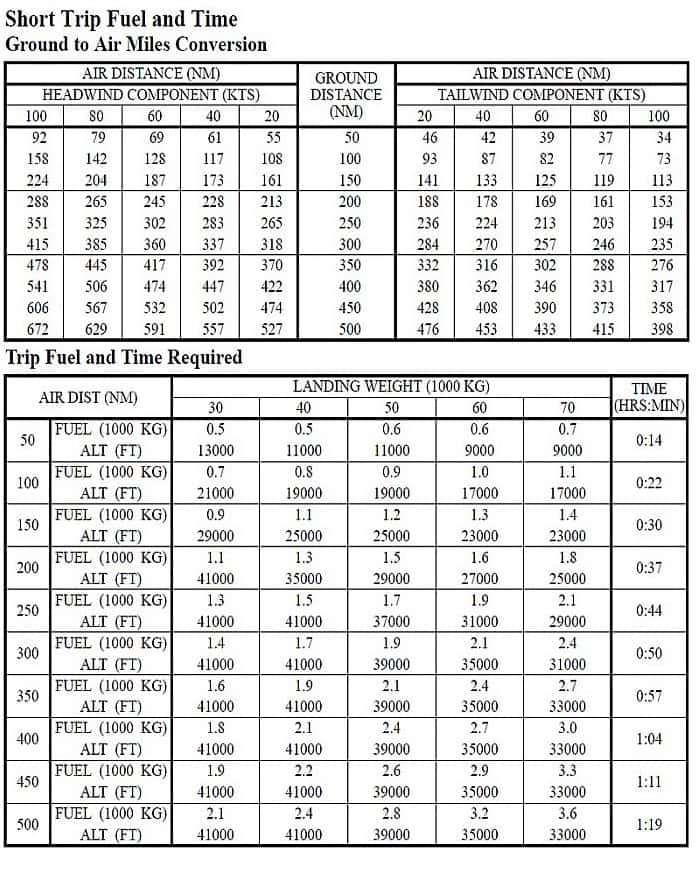 Short Trip Fuel and Time
Ground to Air Miles Conversion
AIR DISTANCE (NM) GROUND DISTANCE (NM) AIR DISTANCE (NM)
HEADWIND COMPONENT (KTS) TAILWIND COMPONENT (KTS)
100 80 60 40 20 20 40 60 80 100
92 79 69 61 55 50 46 42 39 37 34
158 142 128 117 108 100 93 87 82 77 73
224 204 187 173 161 150 141 133 125 119 113
288 265 245 228 213 200 188 178 169 161 153
351 325 302 283 265 250 236 224 213 203 194
415 385 360 337 318 300 284 270 257 246 235
478 445 417 392 370 350 332 316 302 288 276
541 506 474 447 422 400 380 362 346 331 317
606 567 532 502 474 450 428 408 390 373 358
672 629 591 557 527 500 476 453 433 415 398
Trip Fuel and Time Required
AIR DIST (NM) LANDING WEIGHT (1000 KG) TIME (HRS:MIN)
30 40 50 60 70
50 FUEL (1000 KG) 0.5 0.5 0.6 0.6 0.7 0:14
ALT (FT) 13000 11000 11000 9000 9000
100 FUEL (1000 KG) 0.7 0.8 0.9 1.0 1.1 0:22
ALT (FT) 21000 19000 19000 17000 17000
150 FUEL (1000 KG) 0.9 1.1 1.2 1.3 1.4 0:30
ALT (FT) 29000 25000 25000 23000 23000
200 FUEL (1000 KG) 1.1 1.3 1.5 1.6 1.8 0:37
ALT (FT) 41000 35000 29000 27000 25000
250 FUEL (1000 KG) 1.3 1.5 1.7 1.9 2.1 0:44
ALT (FT) 41000 41000 37000 31000 29000
300 FUEL (1000 KG) 1.4 1.7 1.9 2.1 2.4 0:50
ALT (FT) 41000 41000 39000 35000 31000
350 FUEL (1000 KG) 1.6 1.9 2.1 2.4 2.7 0:57
ALT (FT) 41000 41000 39000 35000 33000
400 FUEL (1000 KG) 1.8 2.1 2.4 2.7 3.0 1:04
ALT (FT) 41000 41000 39000 35000 33000
450 FUEL (1000 KG) 1.9 2.2 2.6 2.9 3.3 1:11
ALT (FT) 41000 41000 39000 35000 33000
500 FUEL (1000 KG) 2.1 2.4 2.8 3.2 3.6 1:19
ALT (FT) 41000 41000 39000 35000 33000